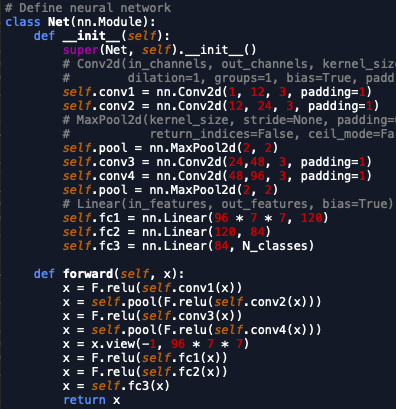 # Define neural network
class Net(nn.Module):
    def __init__(self):
        super(Net, self).__init__()
        # Conv2d(in_channels, out_channels, kernel_siz
        #        dilation=1, groups=1, bias=True, padd
        self.conv1 = nn.Conv2d(1, 12, 3, padding=1)
        self.conv2 = nn.Conv2d(12, 24, 3, padding=1)
        # MaxPool2d(kernel_size, stride=None, padding=
        #           return_indices=False, ceil_mode=Fa
        self.pool = nn.MaxPool2d(2, 2)
        self.conv3 = nn.Conv2d(24,48, 3, padding=1)
        self.conv4 = nn.Conv2d(48,96, 3, padding=1)
        self.pool = nn.MaxPool2d(2, 2)
        # Linear(in_features, out_features, bias=True)
        self.fc1 = nn.Linear(96 * 7 * 7, 120)
        self.fc2 = nn.Linear(120, 84)
        self.fc3 = nn.Linear(84, N_classes)
    def forward(self, x):
        x = F.relu(self.conv1(x))
        x = self.pool(F.relu(self.conv2(x)))
        x = F.relu(self.conv3(x))
        x = self.pool(F.relu(self.conv4(x)))
        x = x.view(-1, 96 * 7 * 7)
        x = F.relu(self.fc1(x))
        x = F.relu(self.fc2(x))
        x = self.fc3(x)
        return x